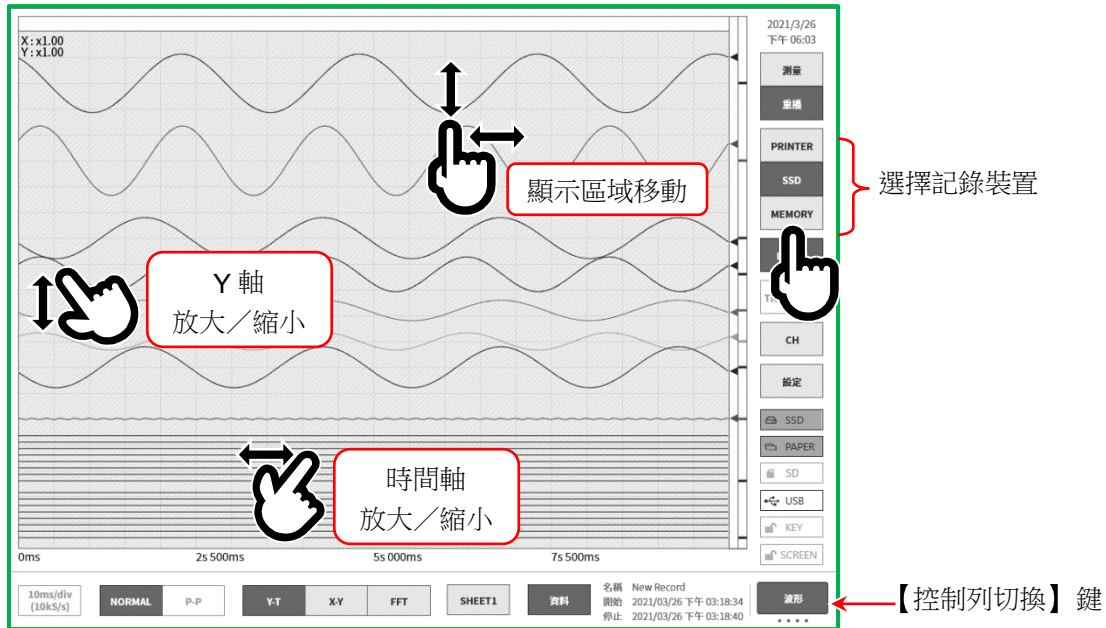 X: x1.00
Y: x1.00
2021/3/26
下午 06:03
測量
重播
PRINTER
SSD
MEMORY
選擇記錄裝置
顯示區域移動
Y 軸
放大／縮小
時間軸
放大／縮小
CH
設定
SSD
PAPER
SD
USB
KEY
SCREEN
0ms
2s 500ms
5s 000ms
7s 500ms
10ms/div
(10kS/s)
NORMAL
P-P
Y-T
X-Y
FFT
SHEET1
資料
名稱 New Record
開始 2021/03/26 下午 03:18:34
停止 2021/03/26 下午 03:18:40
波形
【控制列切換】鍵